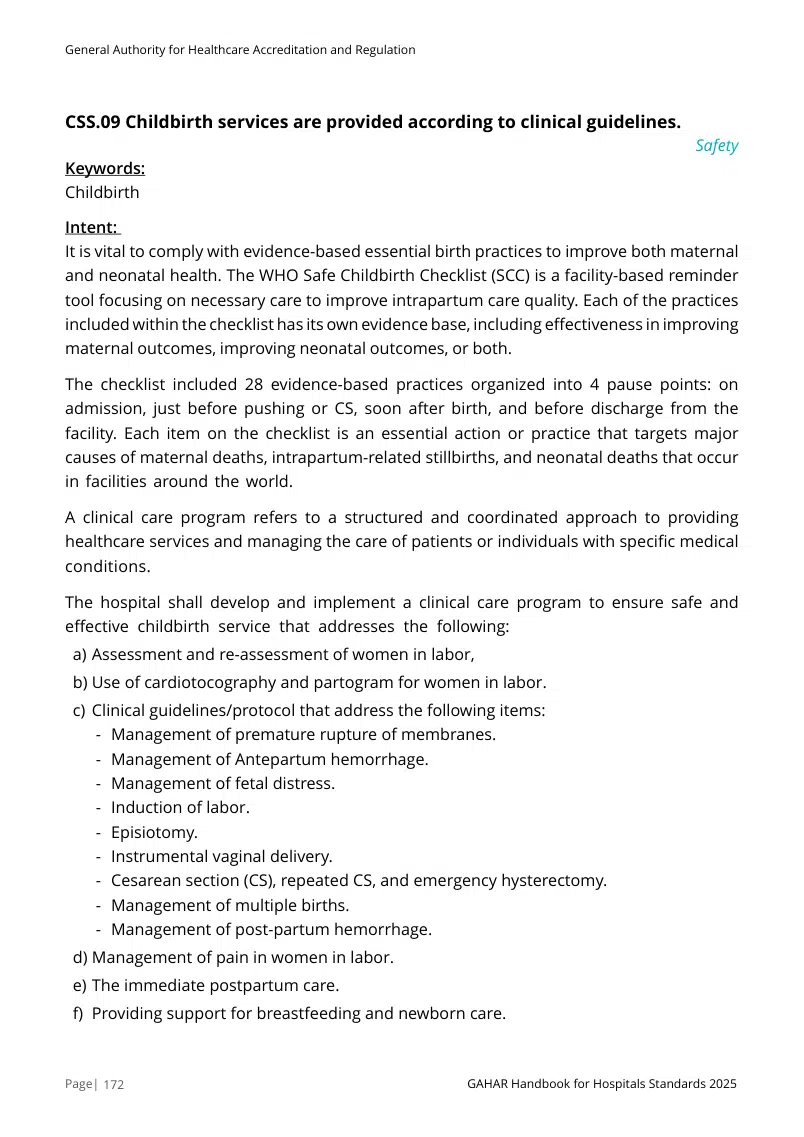 General Authority for Healthcare Accreditation and Regulation
CSS.09 Childbirth services are provided according to clinical guidelines.
Safety
Keywords:
Childbirth
Intent:
It is vital to comply with evidence-based essential birth practices to improve both maternal
and neonatal health. The WHO Safe Childbirth Checklist (SCC) is a facility-based reminder
tool focusing on necessary care to improve intrapartum care quality. Each of the practices
included within the checklist has its own evidence base, including effectiveness in improving
maternal outcomes, improving neonatal outcomes, or both.
The checklist included 28 evidence-based practices organized into 4 pause points: on
admission, just before pushing or CS, soon after birth, and before discharge from the
facility. Each item on the checklist is an essential action or practice that targets major
causes of maternal deaths, intrapartum-related stillbirths, and neonatal deaths that occur
in facilities around the world.
A clinical care program refers to a structured and coordinated approach to providing
healthcare services and managing the care of patients or individuals with specific medical
conditions.
The hospital shall develop and implement a clinical care program to ensure safe and
effective childbirth service that addresses the following:
a) Assessment and re-assessment of women in labor,
b) Use of cardiotocography and partogram for women in labor.
c) Clinical guidelines/protocol that address the following items:
- Management of premature rupture of membranes.
- Management of Antepartum hemorrhage.
- Management of fetal distress.
- Induction of labor.
- Episiotomy.
- Instrumental vaginal delivery.
- Cesarean section (CS), repeated CS, and emergency hysterectomy.
- Management of multiple births.
- Management of post-partum hemorrhage.
d) Management of pain in women in labor.
e) The immediate postpartum care.
f) Providing support for breastfeeding and newborn care.
Page| 172
GAHAR Handbook for Hospitals Standards 2025